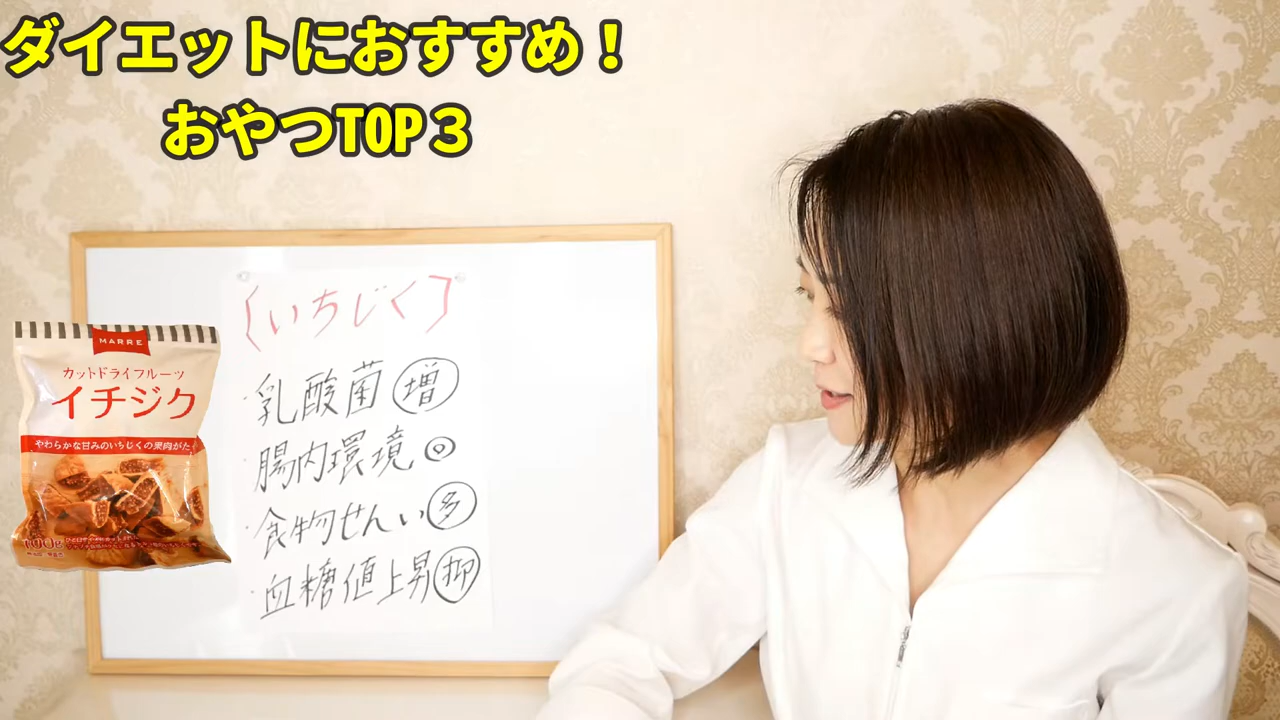 ダイエットにおすすめ！
おやつTOP３
〔いちじく〕
・乳酸菌 増
・腸内環境 ◎
・食物せんい 多
・血糖値上昇 抑
MARRE
カットドライフルーツ
イチジク
やわらかな甘みのいちじくの果肉がた
100g